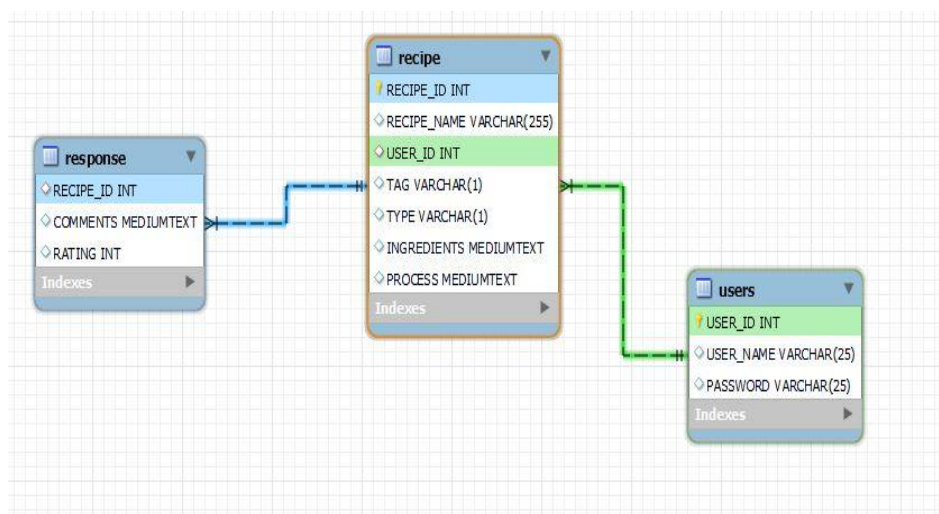 response
RECIPE_ID INT
COMMENTS MEDIUMTEXT
RATING INT
Indexes
recipe
RECIPE_ID INT
RECIPE_NAME VARCHAR(255)
USER_ID INT
TAG VARCHAR(1)
TYPE VARCHAR(1)
INGREDIENTS MEDIUMTEXT
PROCESS MEDIUMTEXT
Indexes
users
USER_ID INT
USER_NAME VARCHAR(25)
PASSWORD VARCHAR(25)
Indexes